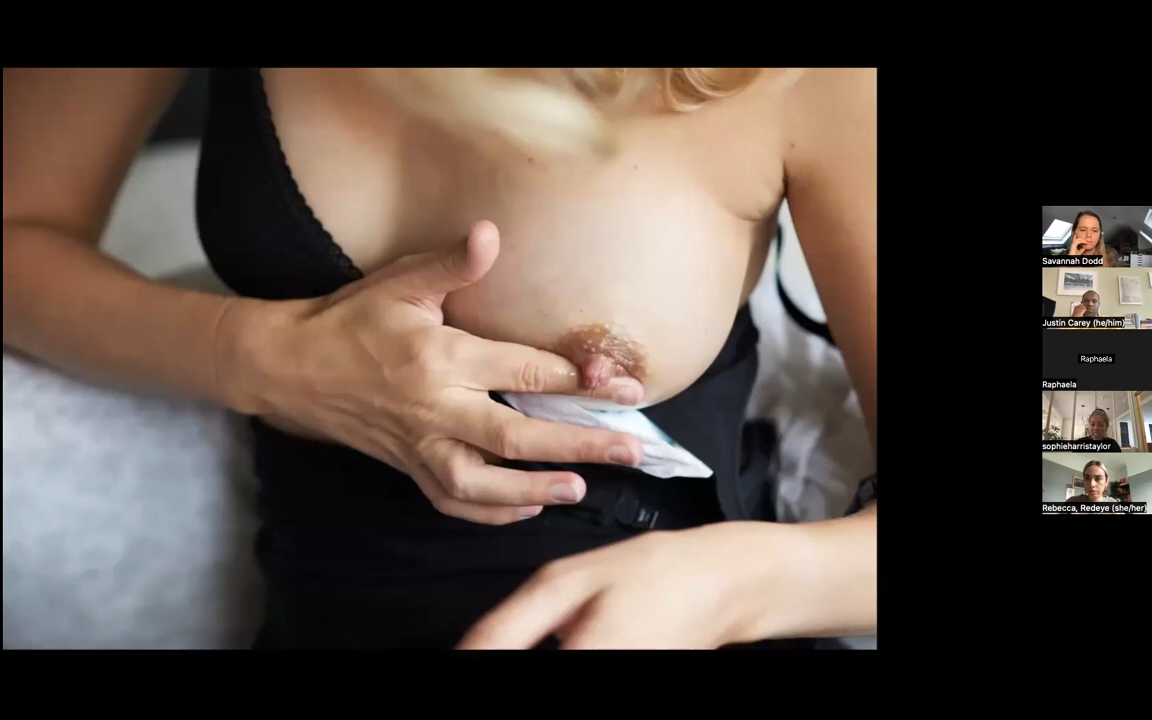 Savannah Dodd
Justin Carey (he/him)
Raphaela
Raphaela
sophieharristaylor
Rebecca, Redeye (she/her)